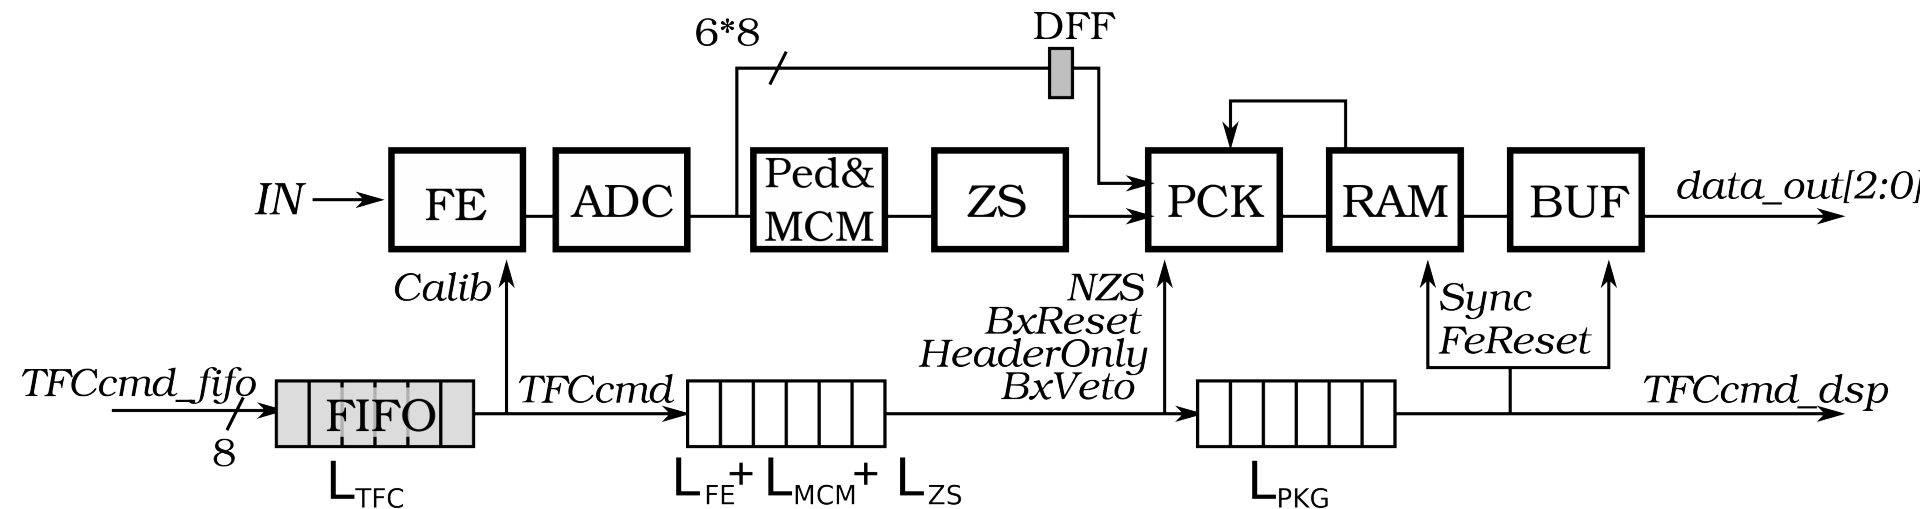 6*8
DFF
IN
FE
ADC
Ped&
MCM
ZS
PCK
RAM
BUF
data_out[2:0]
Calib
NZS
BxReset
HeaderOnly
BxVeto
Sync
FeReset
TFCcmd_fifo
8
FIFO
TFCcmd
TFCcmd_dsp
LTFC
LFE+ LMCM+ LZS
LPKG